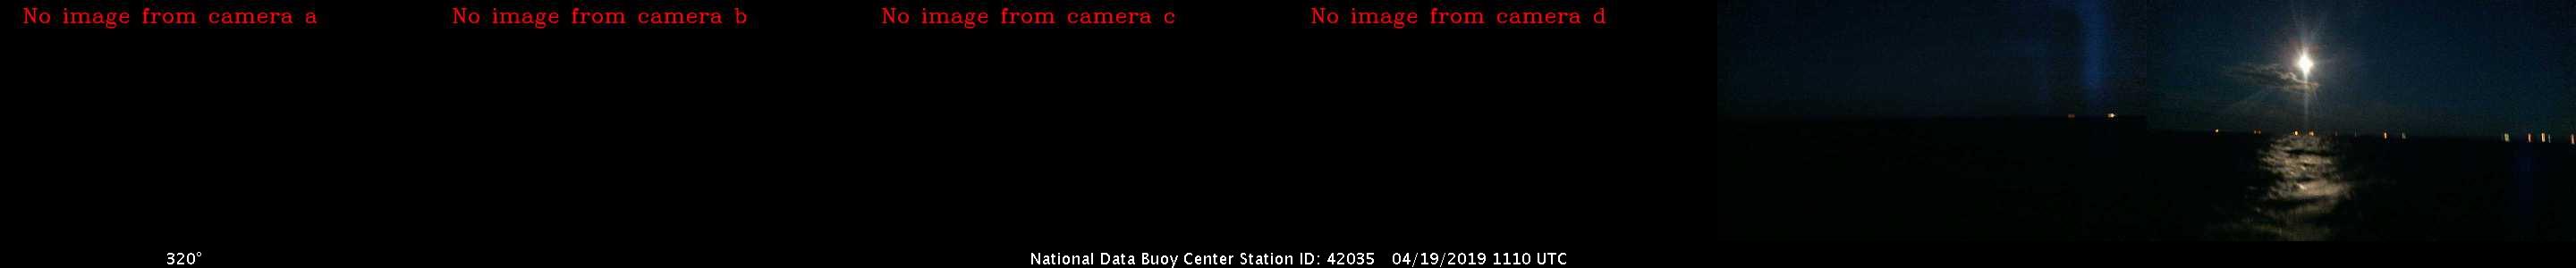 No image from camera a
No image from camera b
No image from camera c
No image from camera d
320°
National Data Buoy Center Station ID: 42035 04/19/2019 1110 UTC